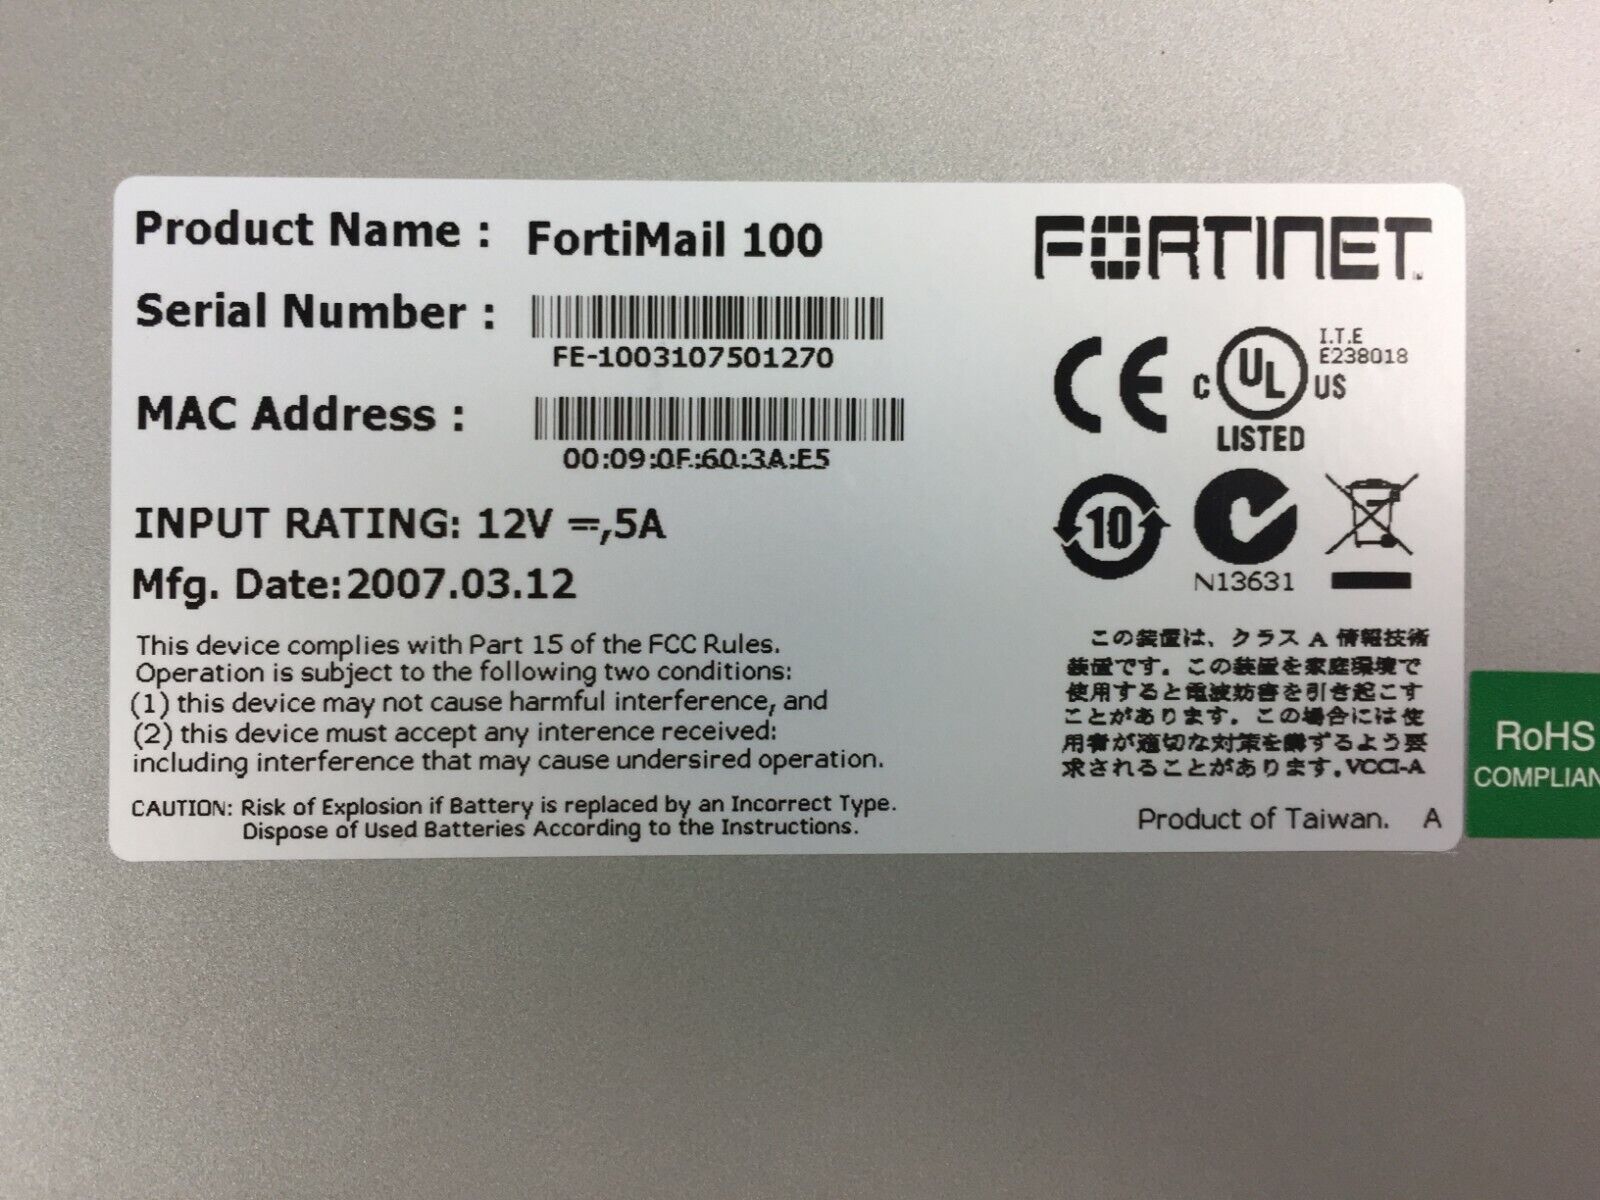 Product Name : FortiMail 100
Serial Number :
FE-1003107501270
MAC Address :
00:09:0F:60:3A:E5
INPUT RATING: 12V ⎓,5A
Mfg. Date:2007.03.12
This device complies with Part 15 of the FCC Rules.
Operation is subject to the following two conditions:
(1) this device may not cause harmful interference, and
(2) this device must accept any interence received:
including interference that may cause undersired operation.
CAUTION: Risk of Explosion if Battery is replaced by an Incorrect Type.
Dispose of Used Batteries According to the Instructions.
FORTINET
CE
C UL US
LISTED
I.T.E
E238018
10
N13631
この装置は、クラス A 情報技術
装置です。この装置を家庭環境で
使用すると電波妨害を引き起こす
ことがあります。この場合には使
用者が適切な対策を講ずるよう要
求されることがあります。VCCI-A
Product of Taiwan. A
RoHS
COMPLIAN